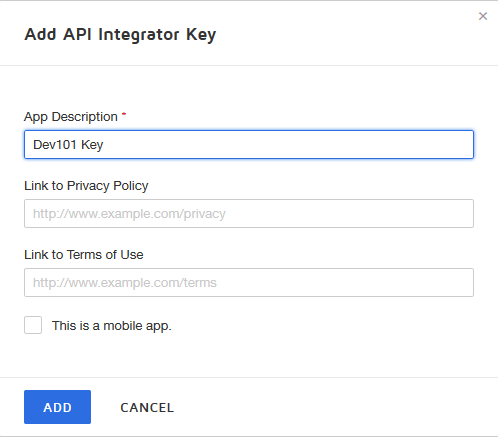 ×
Add API Integrator Key
App Description *
Dev101 Key
Link to Privacy Policy
http://www.example.com/privacy
Link to Terms of Use
http://www.example.com/terms
This is a mobile app.
ADD CANCEL